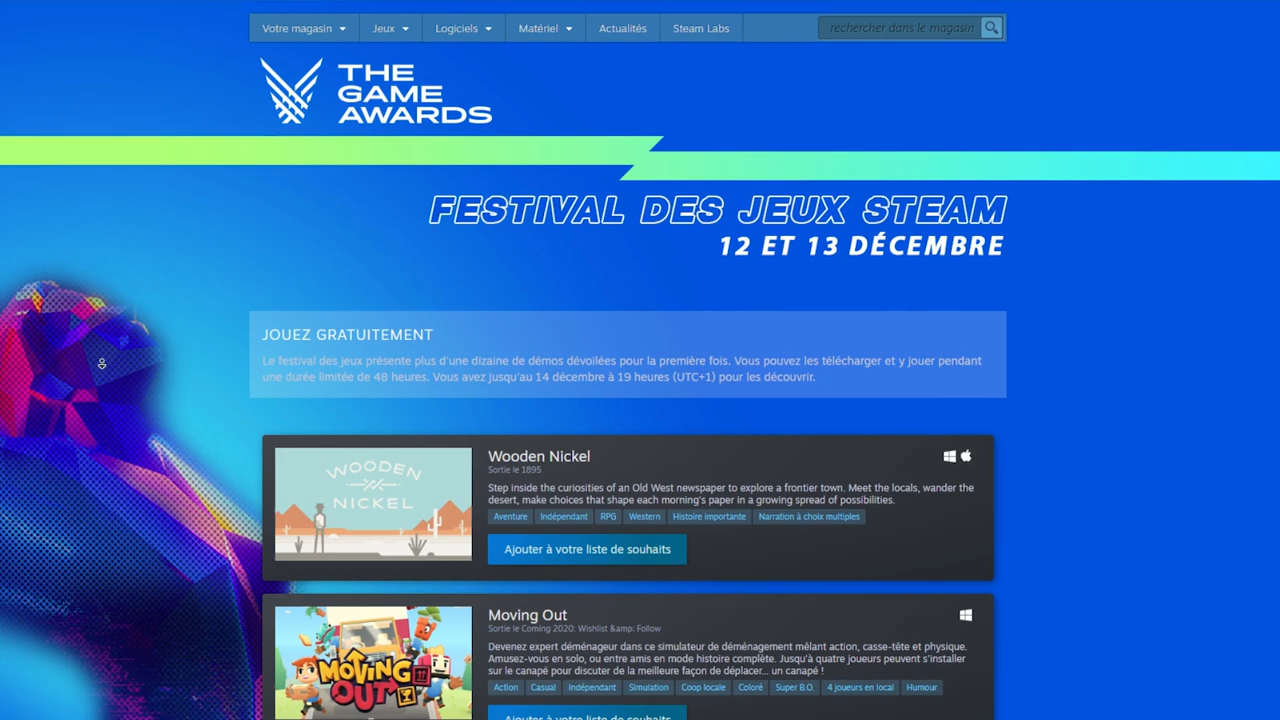 Votre magasin
Jeux
Logiciels
Matériel
Actualités
Steam Labs
rechercher dans le magasin
THE
GAME
AWARDS
FESTIVAL DES JEUX STEAM
12 ET 13 DÉCEMBRE
JOUEZ GRATUITEMENT
Le festival des jeux présente plus d'une dizaine de démos dévoilées pour la première fois. Vous pouvez les télécharger et y jouer pendant
une durée limitée de 48 heures. Vous avez jusqu'au 14 décembre à 19 heures (UTC+1) pour les découvrir.
WOODEN
NICKEL
Wooden Nickel
Sortie le 1895
Step inside the curiosities of an Old West newspaper to explore a frontier town. Meet the locals, wander the
desert, make choices that shape each morning's paper in a growing spread of possibilities.
Aventure Indépendant RPG Western Histoire importante Narration à choix multiples
Ajouter à votre liste de souhaits
MOVING
OUT
Moving Out
Sortie le Coming 2020: Wishlist &amp; Follow
Devenez expert déménageur dans ce simulateur de déménagement mêlant action, casse-tête et physique.
Amusez-vous en solo, ou entre amis en mode histoire complète. Jusqu'à quatre joueurs peuvent s'installer
sur le canapé pour discuter de la meilleure façon de déplacer... un canapé !
Action Casual Indépendant Simulation Coop locale Coloré Super B.O. 4 joueurs en local Humour
Ajouter à votre liste de souhaits